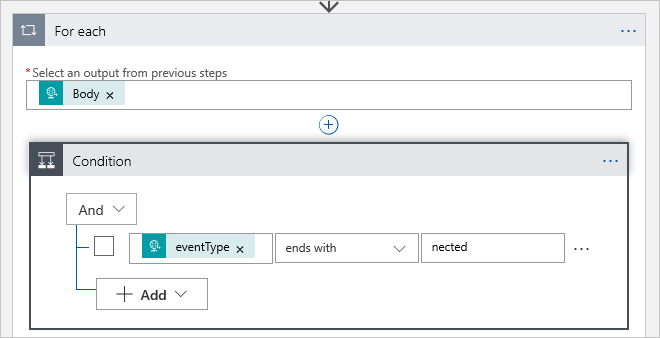 For each
* Select an output from previous steps
Body ×
Condition
And
eventType × ends with nected
Add